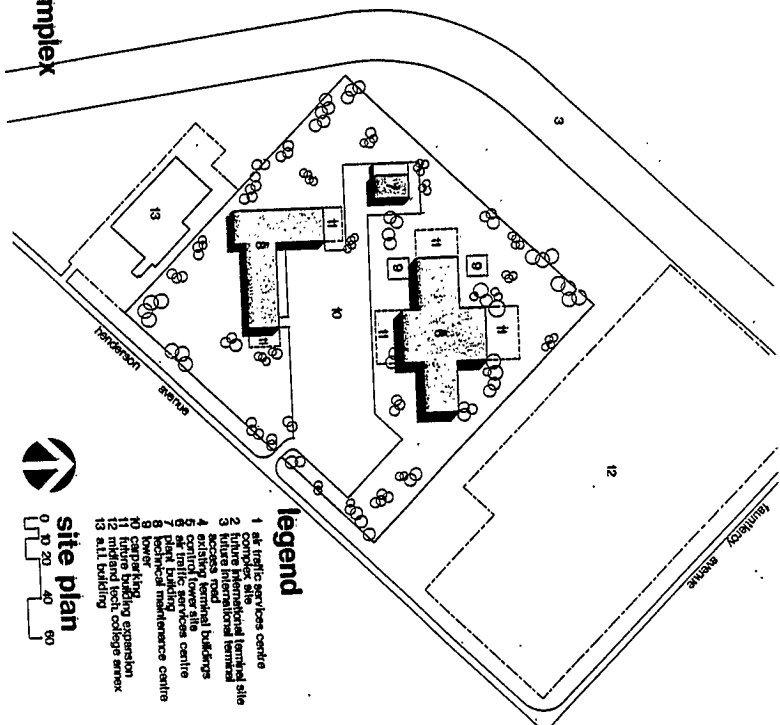 mplex
3
7
11
9
9
11
8
13
10
11
6
11
11
12
henderson avenue
fauntleroy avenue
legend
1 air traffic services centre
complex site
2 future international terminal site
3 future international terminal
access road
4 existing terminal buildings
5 control tower site
6 air traffic services centre
7 plant building
8 technical maintenance centre
9 tower
10 carparking
11 future building expansion
12 midland tech. college annex
13 a.t.i. building
site plan
0 10 20 40 60